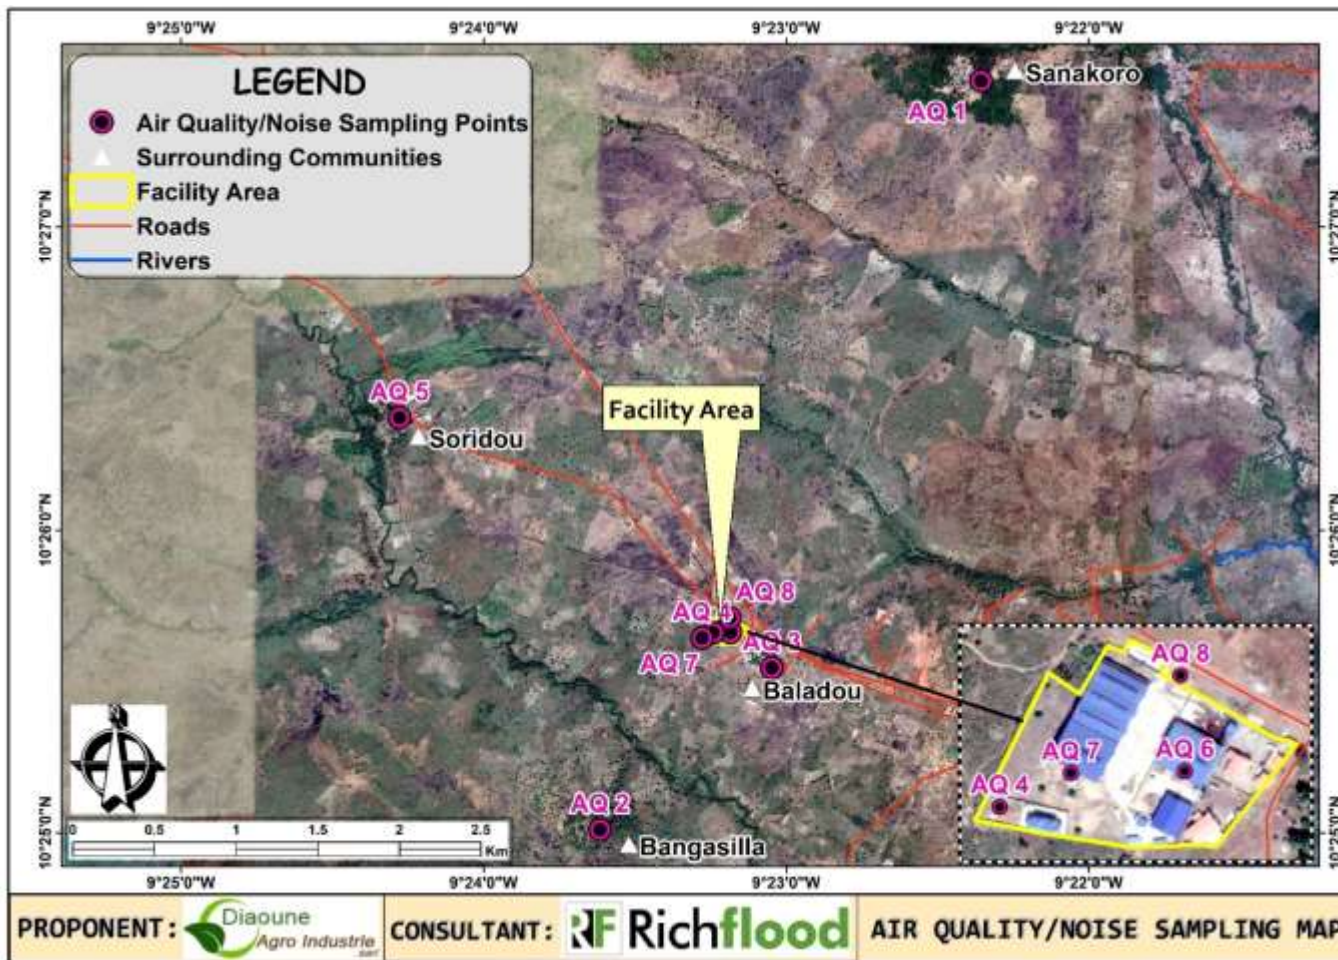 9°25'0"W 9°24'0"W 9°23'0"W 9°22'0"W
LEGEND
Air Quality/Noise Sampling Points
Surrounding Communities
Facility Area
Roads
Rivers
Sanakoro
AQ 1
10°27'0"N 10°27'0"N
AQ 5
Soridou
Facility Area
10°26'0"N 10°26'0"N
AQ 8
AQ 4
AQ 3
AQ 7
Baladou
AQ 8
AQ 7
AQ 6
AQ 4
AQ 2
Bangasilla
10°25'0"N 10°25'0"N
0 0.5 1 1.5 2 2.5
Km
9°25'0"W 9°24'0"W 9°23'0"W 9°22'0"W
PROPONENT: Diaoune
Agro Industrie
sarl
CONSULTANT: RF Richflood
AIR QUALITY/NOISE SAMPLING MAP